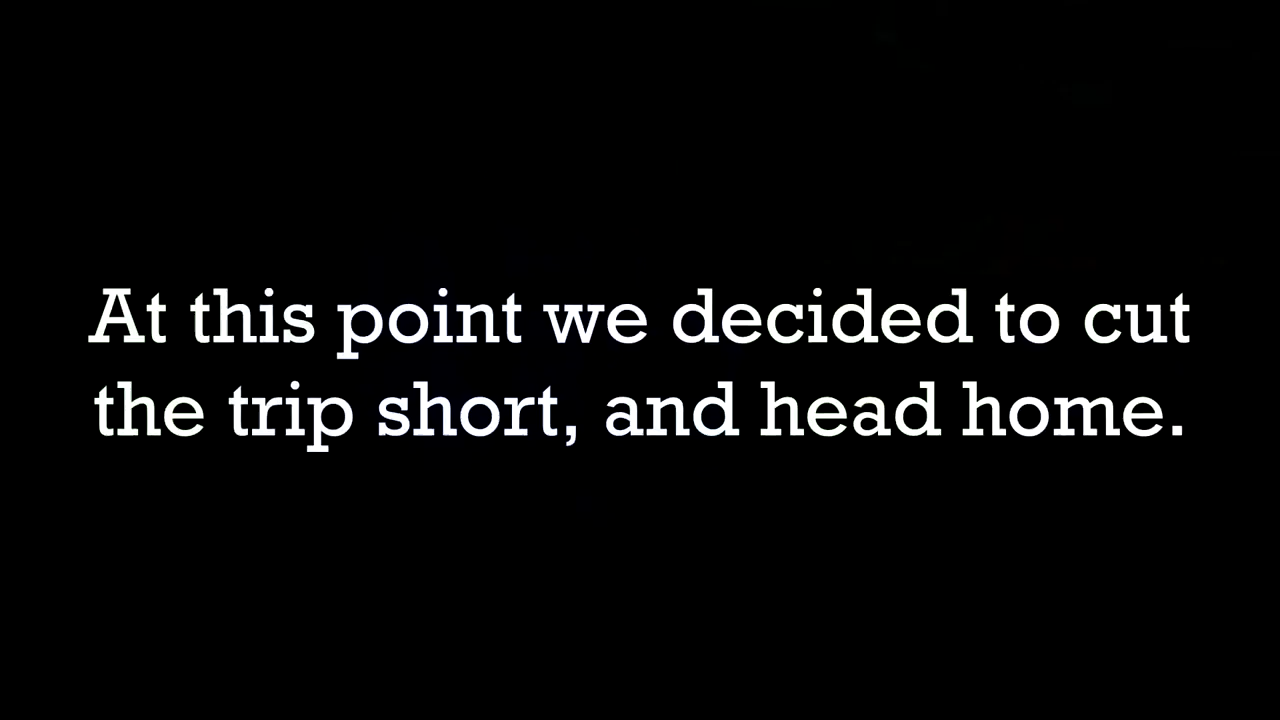 At this point we decided to cut
the trip short, and head home.